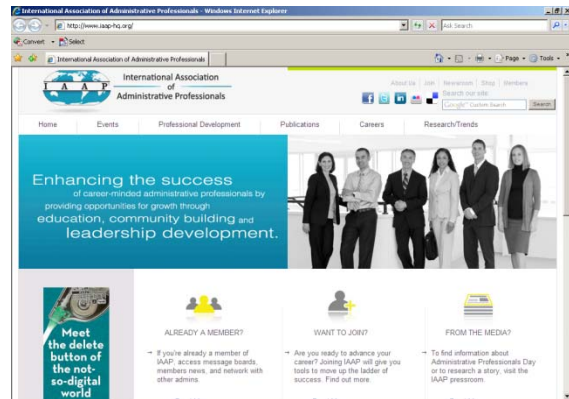 International Association of Administrative Professionals - Windows Internet Explorer
http://www.iaap-hq.org/
Ask Search
Convert
Select
International Association of Administrative Professionals
Page
Tools
I A A P
International Association
of
Administrative Professionals
About Us Join Newsroom Shop Members
Search our site:
Google Custom Search
Search
Home Events Professional Development Publications Careers Research/Trends
Enhancing the success
of career-minded administrative professionals by
providing opportunities for growth through
education, community building and
leadership development.
Meet
the delete
button of
the not-
so-digital
world
ALREADY A MEMBER?
→ If you're already a member of
IAAP, access message boards,
members news, and network with
other admins.
WANT TO JOIN?
→ Are you ready to advance your
career? Joining IAAP will give you
tools to move up the ladder of
success. Find out more.
FROM THE MEDIA?
→ To find information about
Administrative Professionals Day
or to research a story, visit the
IAAP pressroom.